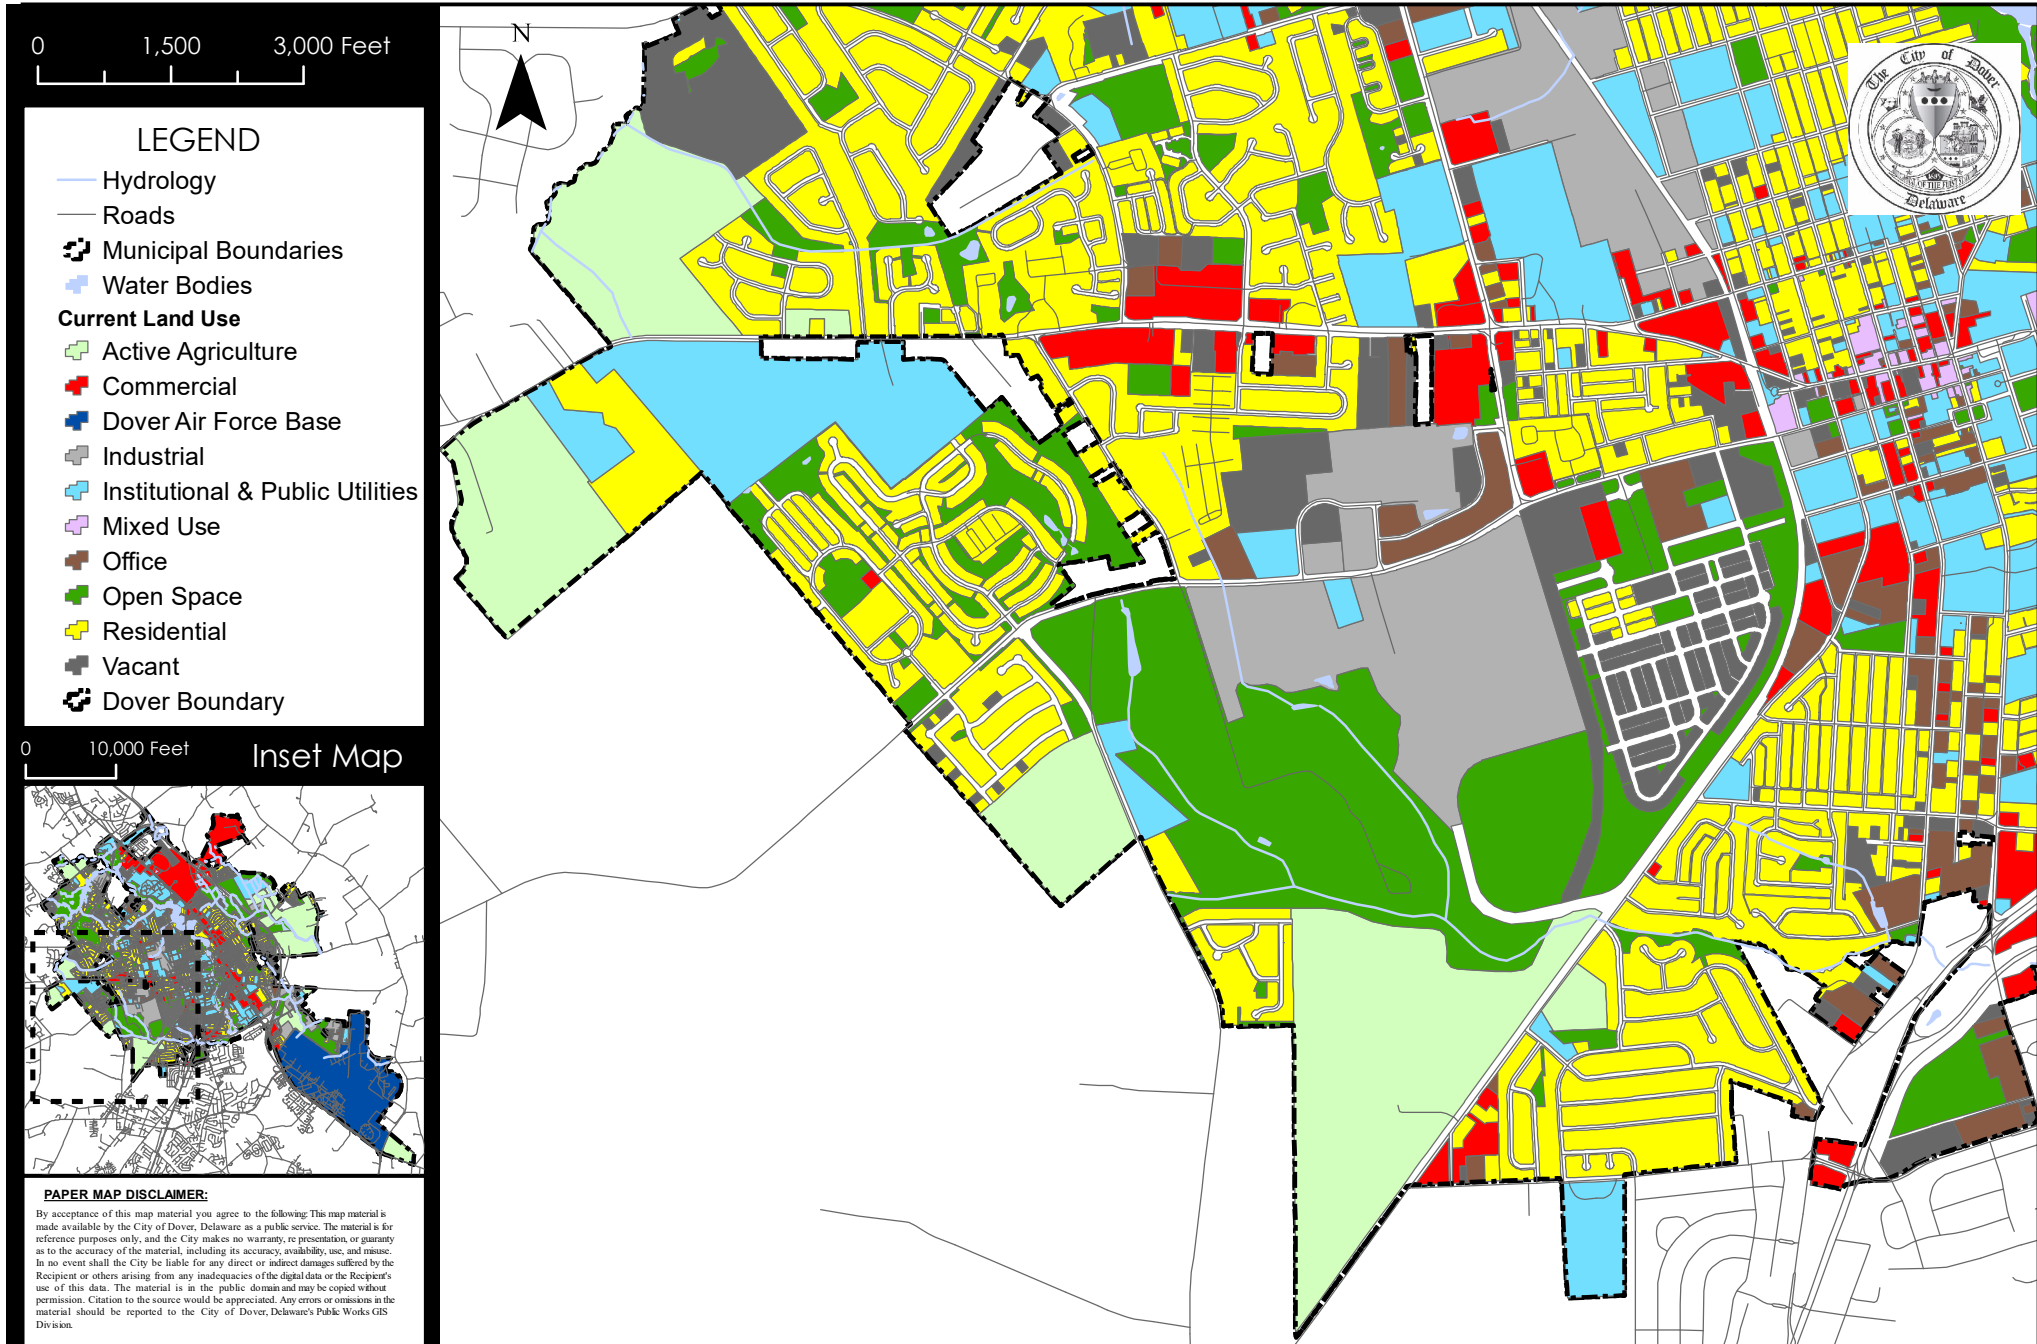 0 1,500 3,000 Feet
LEGEND
Hydrology
Roads
Municipal Boundaries
Water Bodies
Current Land Use
Active Agriculture
Commercial
Dover Air Force Base
Industrial
Institutional & Public Utilities
Mixed Use
Office
Open Space
Residential
Vacant
Dover Boundary
0 10,000 Feet
Inset Map
PAPER MAP DISCLAIMER:
By acceptance of this map material you agree to the following: This map material is
made available by the City of Dover, Delaware as a public service. The material is for
reference purposes only, and the City makes no warranty, re presentation, or guaranty
as to the accuracy of the material, including its accuracy, availability, use, and misuse.
In no event shall the City be liable for any direct or indirect damages suffered by the
Recipient or others arising from any inadequacies of the digital data or the Recipient's
use of this data. The material is in the public domain and may be copied without
permission. Citation to the source would be appreciated. Any errors or omissions in the
material should be reported to the City of Dover, Delaware's Public Works GIS
Division.
N
The City of Dover
Delaware